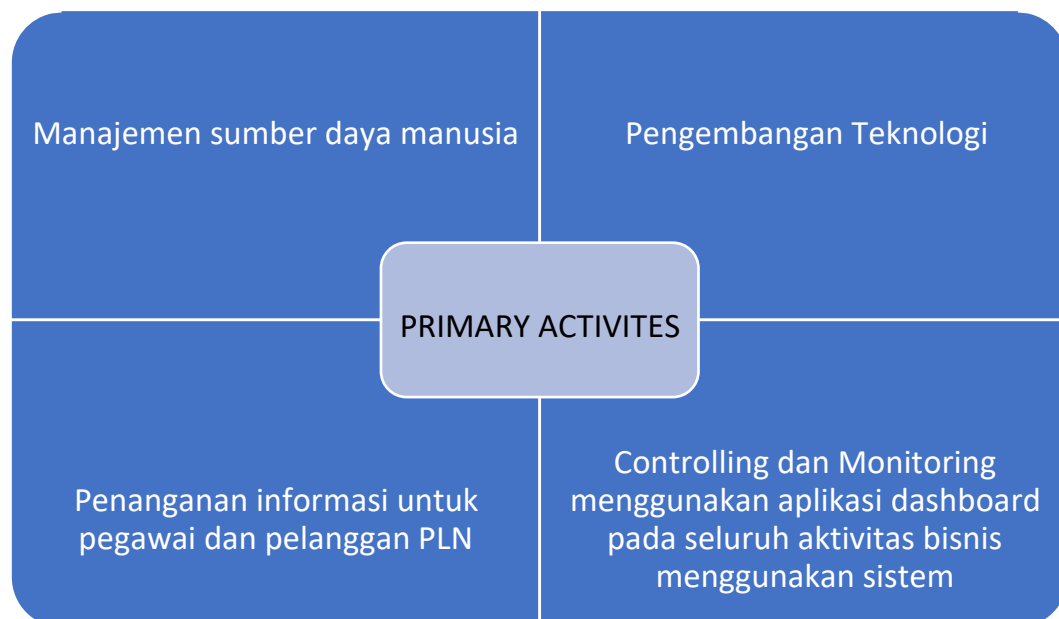 Manajemen sumber daya manusia
Pengembangan Teknologi
PRIMARY ACTIVITES
Penanganan informasi untuk
pegawai dan pelanggan PLN
Controlling dan Monitoring
menggunakan aplikasi dashboard
pada seluruh aktivitas bisnis
menggunakan sistem